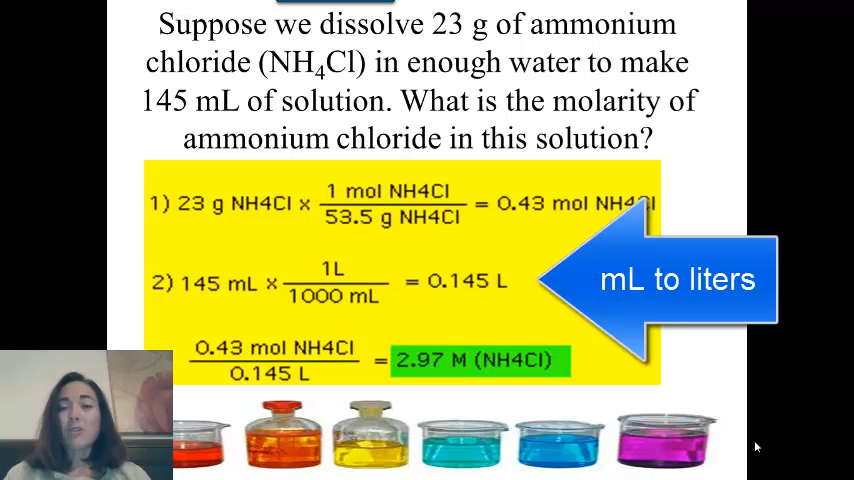 Suppose we dissolve 23 g of ammonium
chloride (NH₄Cl) in enough water to make
145 mL of solution. What is the molarity of
ammonium chloride in this solution?
1) 23 g NH4Cl x 1 mol NH4Cl / 53.5 g NH4Cl = 0.43 mol NH4Cl
2) 145 mL x 1L / 1000 mL = 0.145 L
mL to liters
0.43 mol NH4Cl / 0.145 L = 2.97 M (NH4Cl)